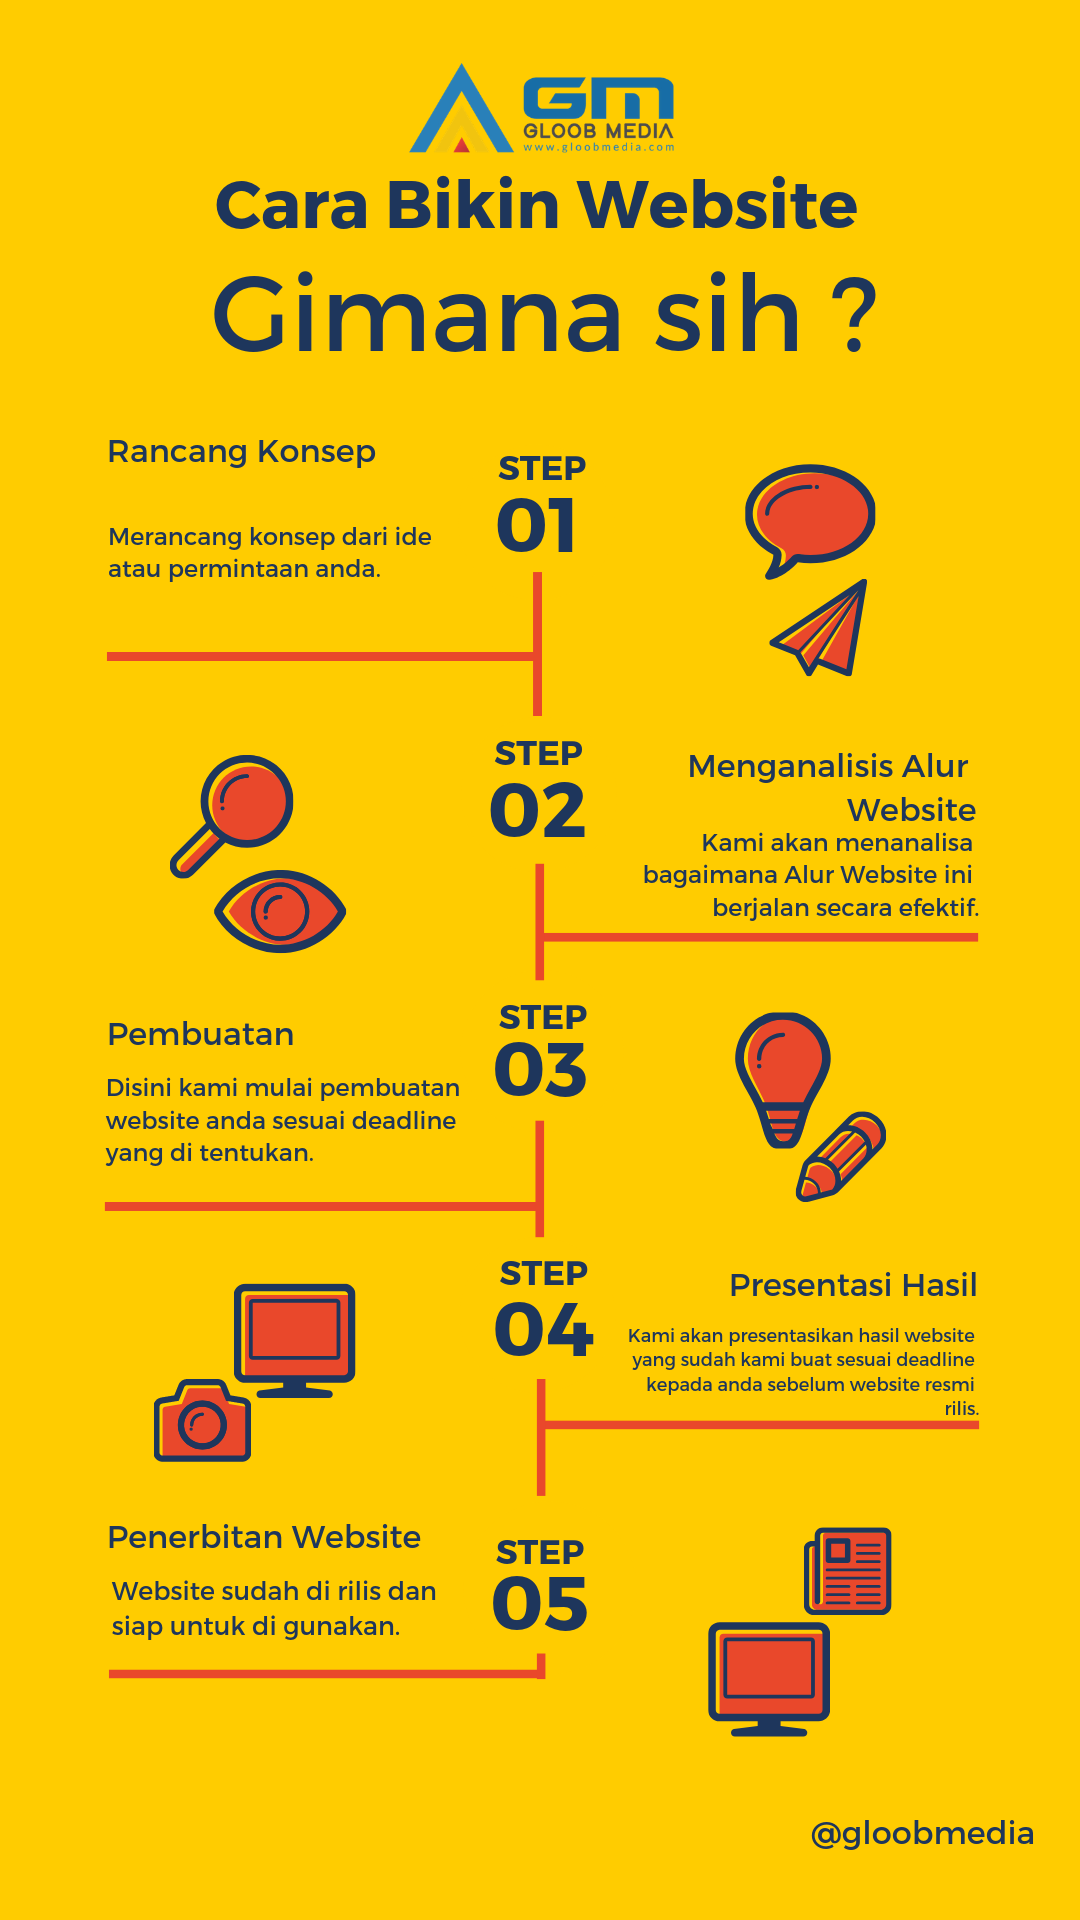 GM
GLOOB MEDIA
www.gloobmedia.com
Cara Bikin Website
Gimana sih ?
Rancang Konsep
Merancang konsep dari ide
atau permintaan anda.
STEP
01
STEP
02
Menganalisis Alur
Website
Kami akan menanalisa
bagaimana Alur Website ini
berjalan secara efektif.
Pembuatan
Disini kami mulai pembuatan
website anda sesuai deadline
yang di tentukan.
STEP
03
STEP
04
Presentasi Hasil
Kami akan presentasikan hasil website
yang sudah kami buat sesuai deadline
kepada anda sebelum website resmi
rilis.
Penerbitan Website
Website sudah di rilis dan
siap untuk di gunakan.
STEP
05
@gloobmedia